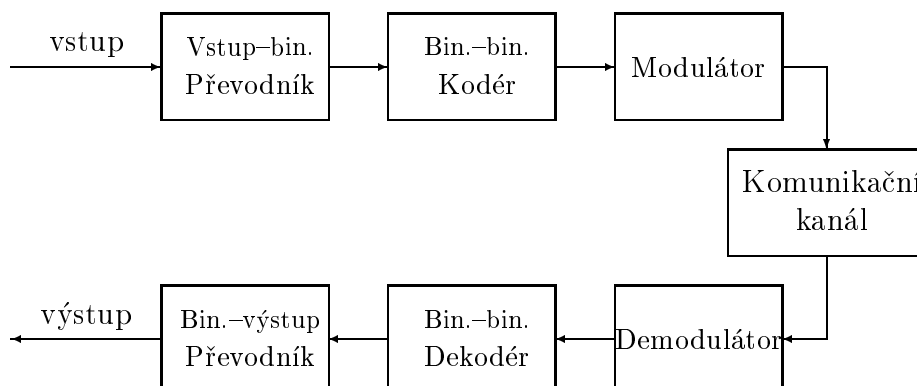 vstup
Vstup–bin.
Převodník
Bin.–bin.
Kodér
Modulátor
Komunikační
kanál
výstup
Bin.–výstup
Převodník
Bin.–bin.
Dekodér
Demodulátor